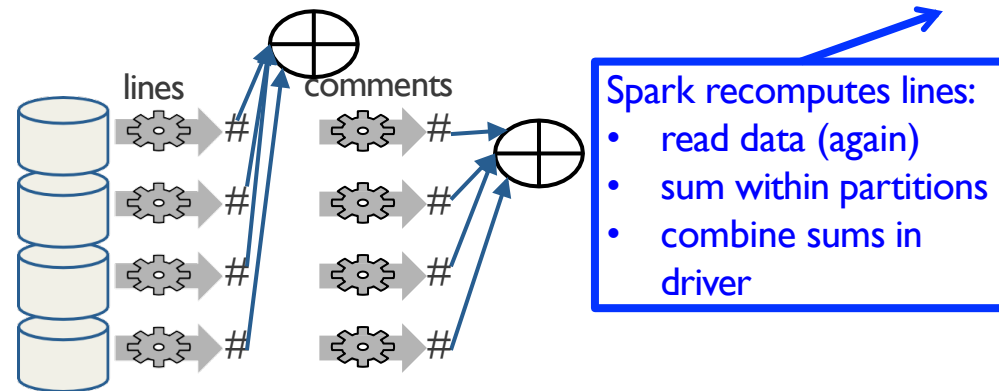 lines
comments
#
#
#
#
#
#
#
#
Spark recomputes lines:
• read data (again)
• sum within partitions
• combine sums in
driver